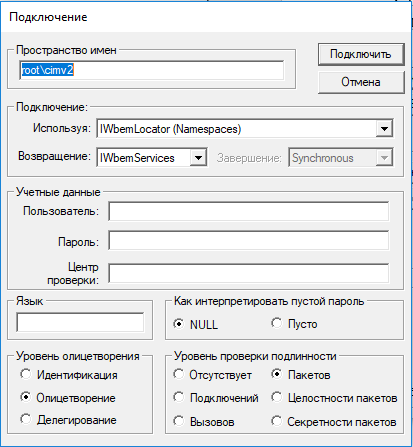 Подключение
Пространство имен
root\cimv2
Подключить
Отмена
Подключение:
Используя: IWbemLocator (Namespaces)
Возвращение: IWbemServices Завершение: Synchronous
Учетные данные
Пользователь:
Пароль:
Центр
проверки:
Язык
Как интерпретировать пустой пароль
NULL Пусто
Уровень олицетворения
Идентификация
Олицетворение
Делегирование
Уровень проверки подлинности
Отсутствует Пакетов
Подключений Целостности пакетов
Вызовов Секретности пакетов